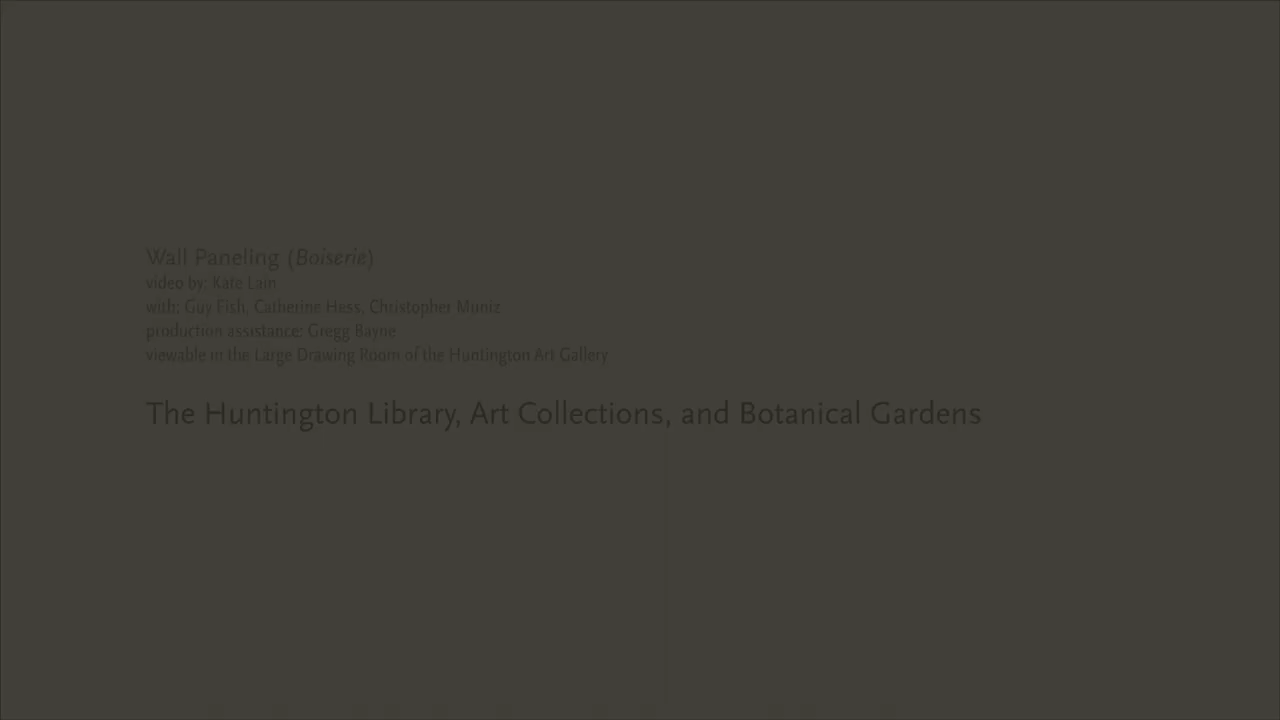 Wall Paneling (Boiserie)
video by: Kate Lain
with: Guy Fish, Catherine Hess, Christopher Muntz
production assistance: Gregg Bayne
viewable in the Large Drawing Room of the Huntington Art Gallery
The Huntington Library, Art Collections, and Botanical Gardens